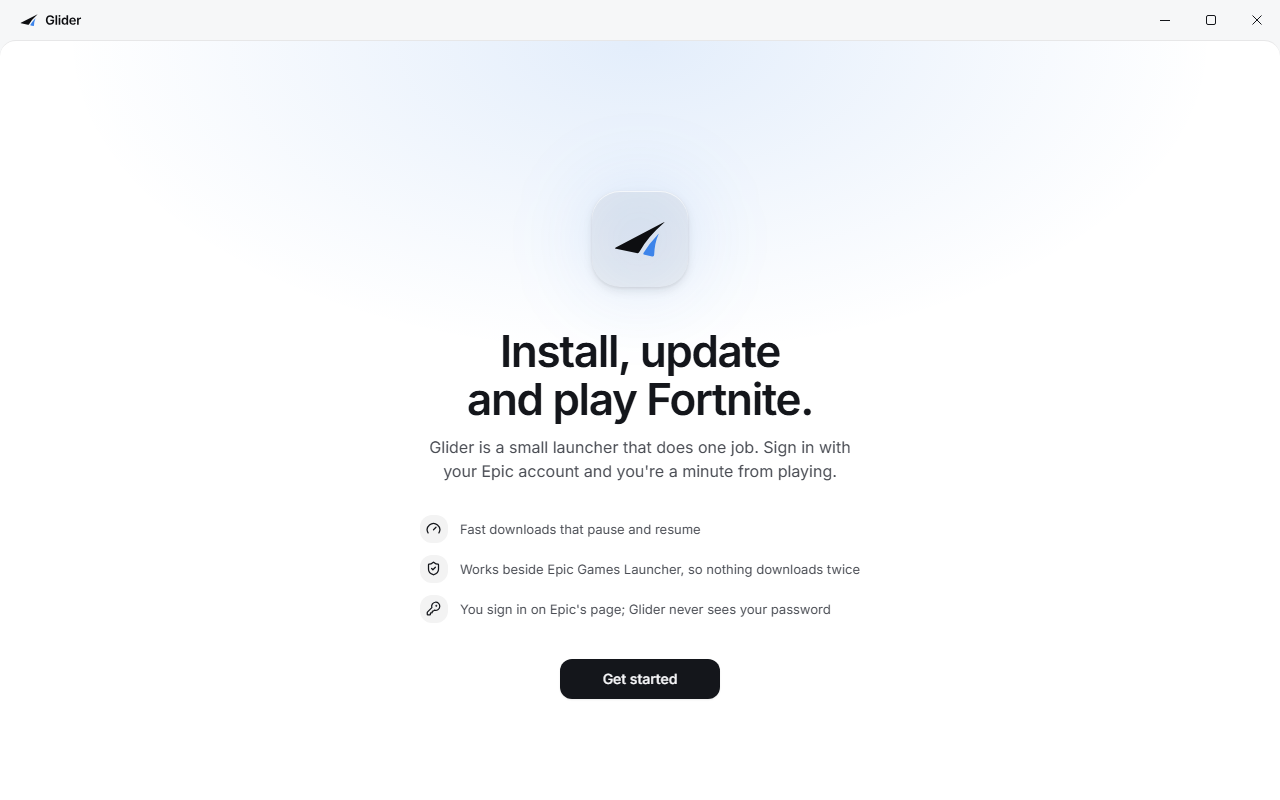 Glider
Install, update
and play Fortnite.
Glider is a small launcher that does one job. Sign in with
your Epic account and you're a minute from playing.
Fast downloads that pause and resume
Works beside Epic Games Launcher, so nothing downloads twice
You sign in on Epic's page; Glider never sees your password
Get started